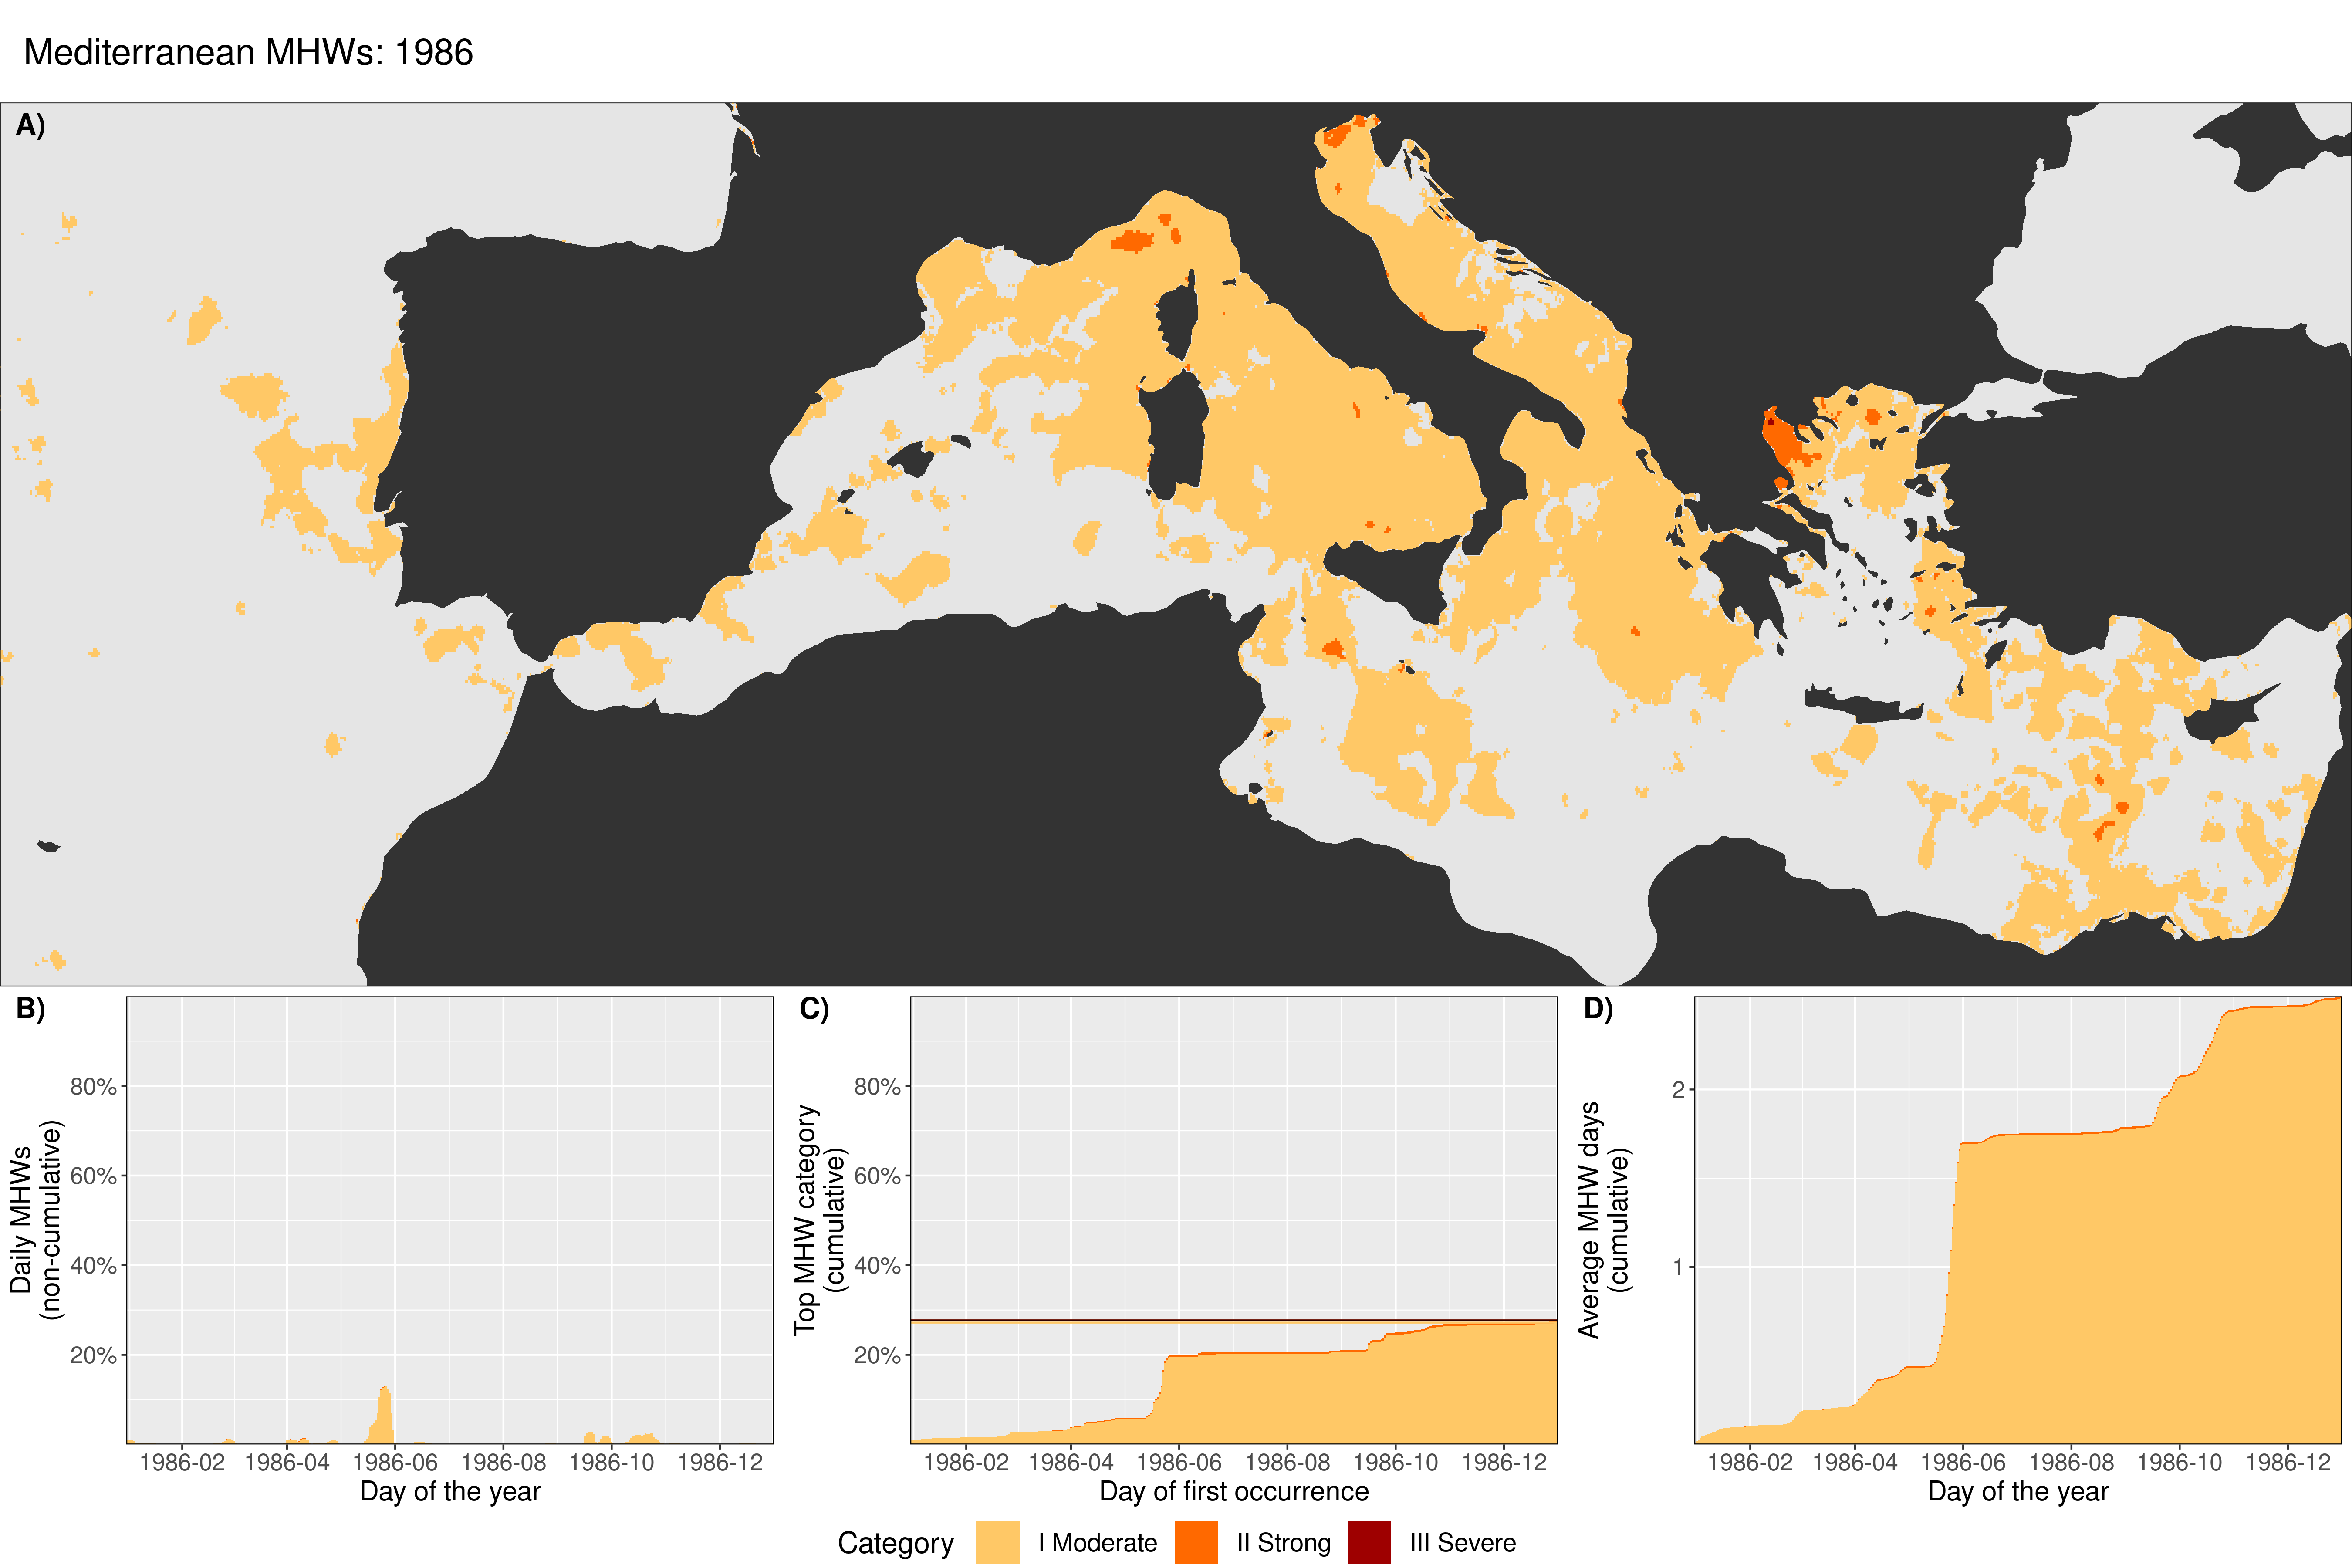 Mediterranean MHWs: 1986
A)
B)
Daily MHWs
(non-cumulative)
80%
60%
40%
20%
1986-02 1986-04 1986-06 1986-08 1986-10 1986-12
Day of the year
C)
Top MHW category
(cumulative)
80%
60%
40%
20%
1986-02 1986-04 1986-06 1986-08 1986-10 1986-12
Day of first occurrence
D)
Average MHW days
(cumulative)
2
1
1986-02 1986-04 1986-06 1986-08 1986-10 1986-12
Day of the year
Category I Moderate II Strong III Severe